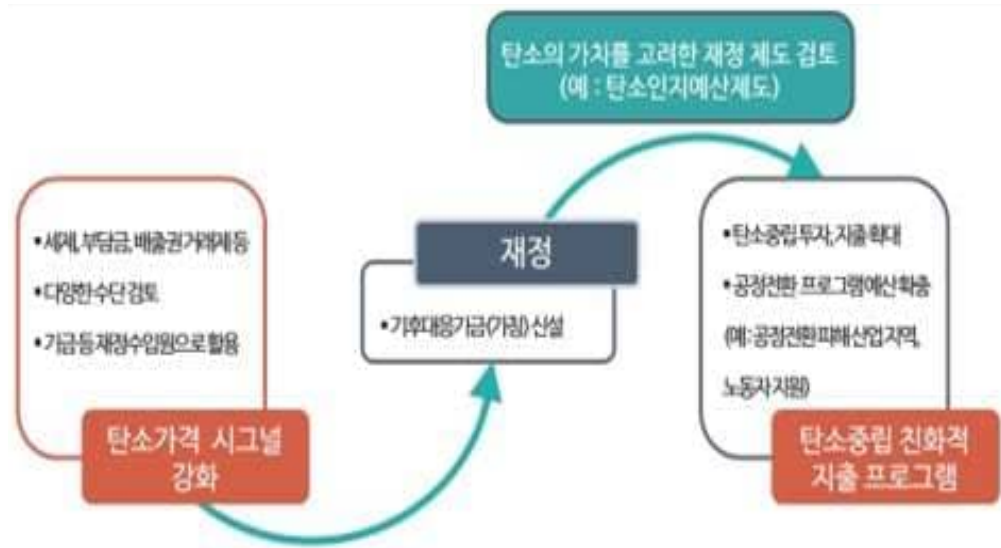 탄소의 가치를 고려한 재정 제도 검토
(예 : 탄소인지예산제도)
• 세제, 부담금, 배출권 거래제 등
• 다양한 수단 검토
• 기금 등 재정수입원으로 활용
탄소가격 시그널
강화
재정
• 기후대응기금(가칭) 신설
• 탄소중립 투자, 지출 확대
• 공정전환 프로그램 예산 확충
(예 : 공정전환 피해 산업 지역,
노동자 지원)
탄소중립 친화적
지출 프로그램